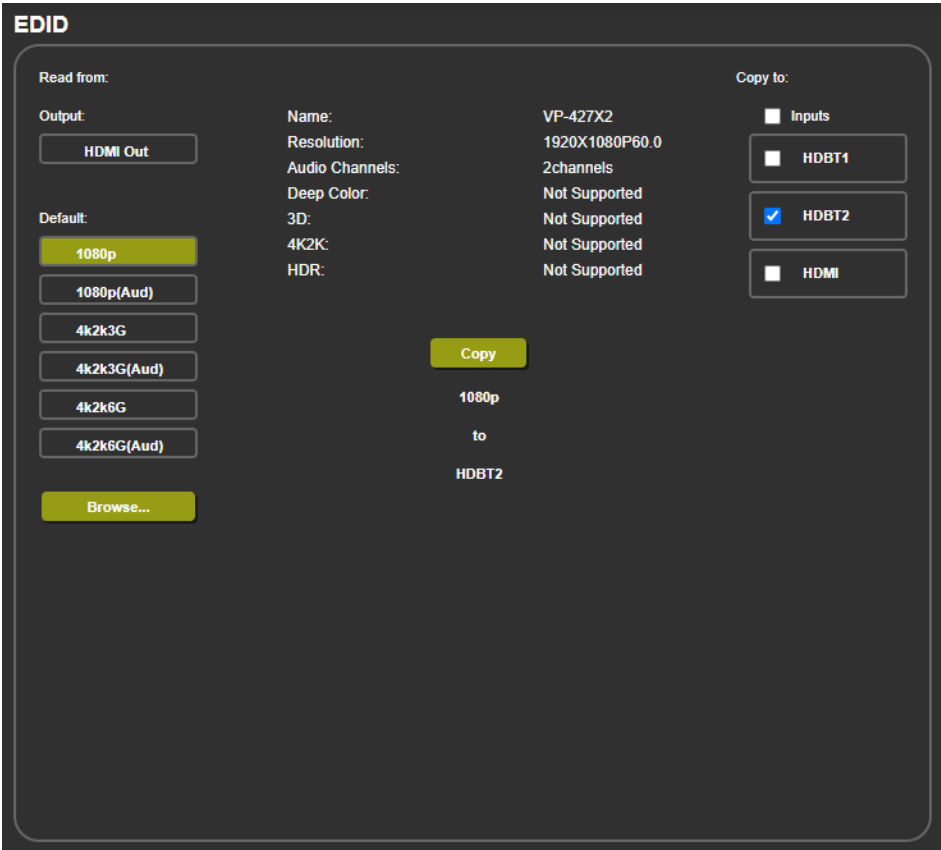 EDID
Read from:
Copy to:
Output:
HDMI Out
Default:
1080p
1080p(Aud)
4k2k3G
4k2k3G(Aud)
4k2k6G
4k2k6G(Aud)
Browse...
Name: VP-427X2
Resolution: 1920X1080P60.0
Audio Channels: 2channels
Deep Color: Not Supported
3D: Not Supported
4K2K: Not Supported
HDR: Not Supported
Copy
1080p
to
HDBT2
Inputs
HDBT1
HDBT2
HDMI